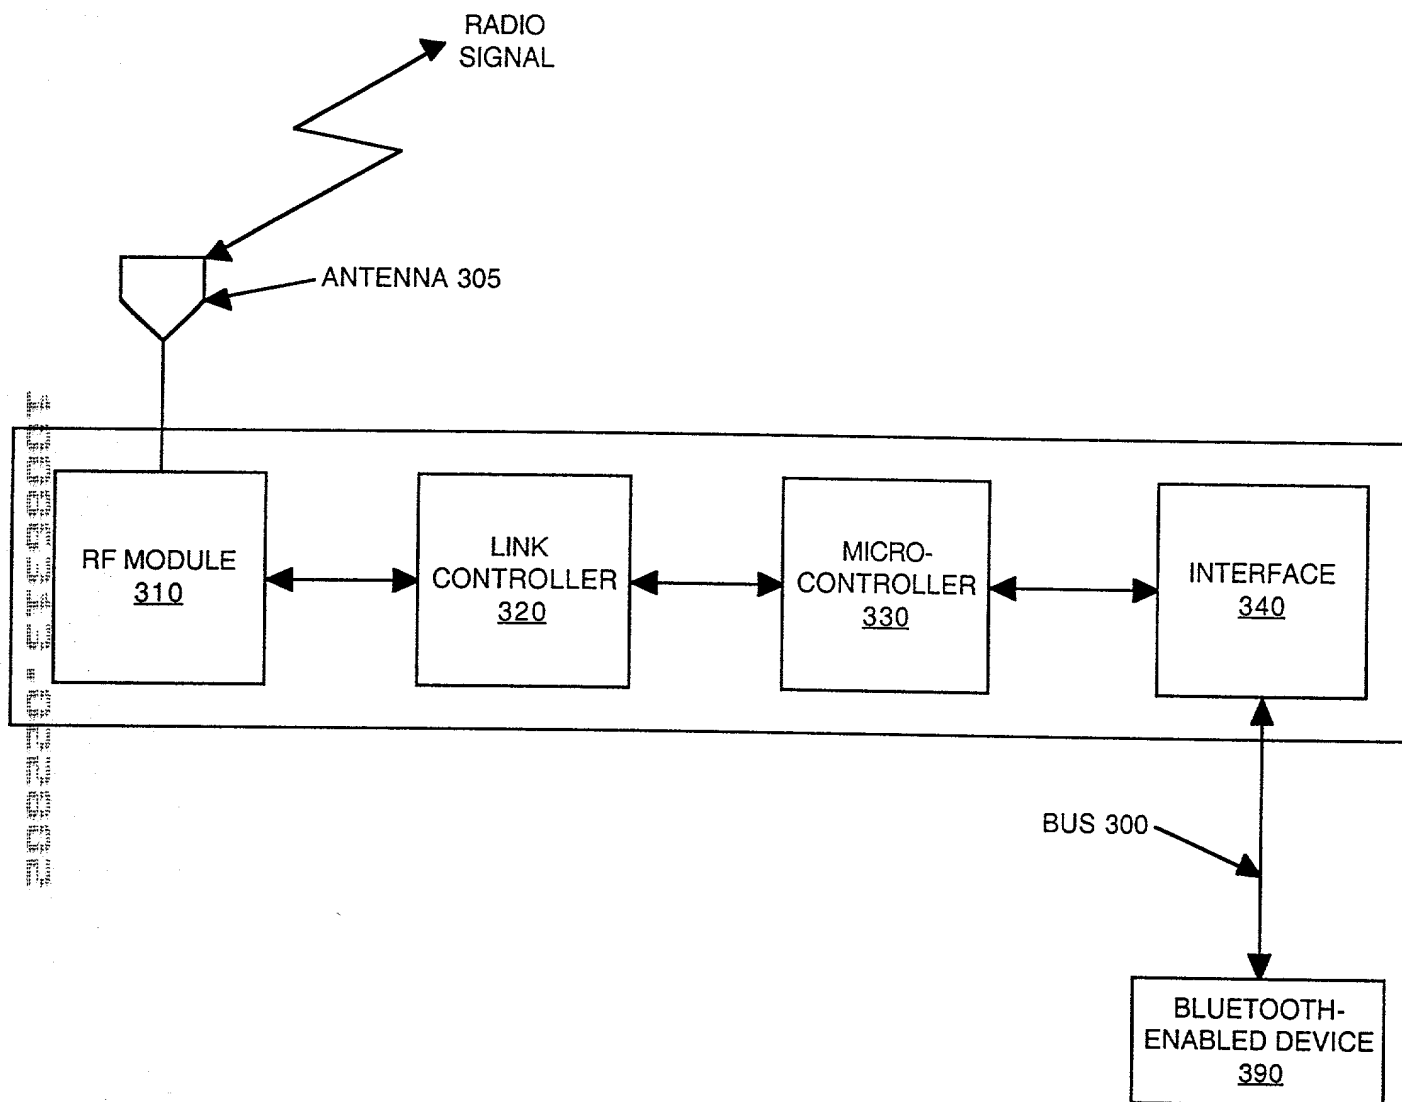 RADIO
SIGNAL
ANTENNA 305
RF MODULE
310
LINK
CONTROLLER
320
MICRO-
CONTROLLER
330
INTERFACE
340
BUS 300
BLUETOOTH-
ENABLED DEVICE
390